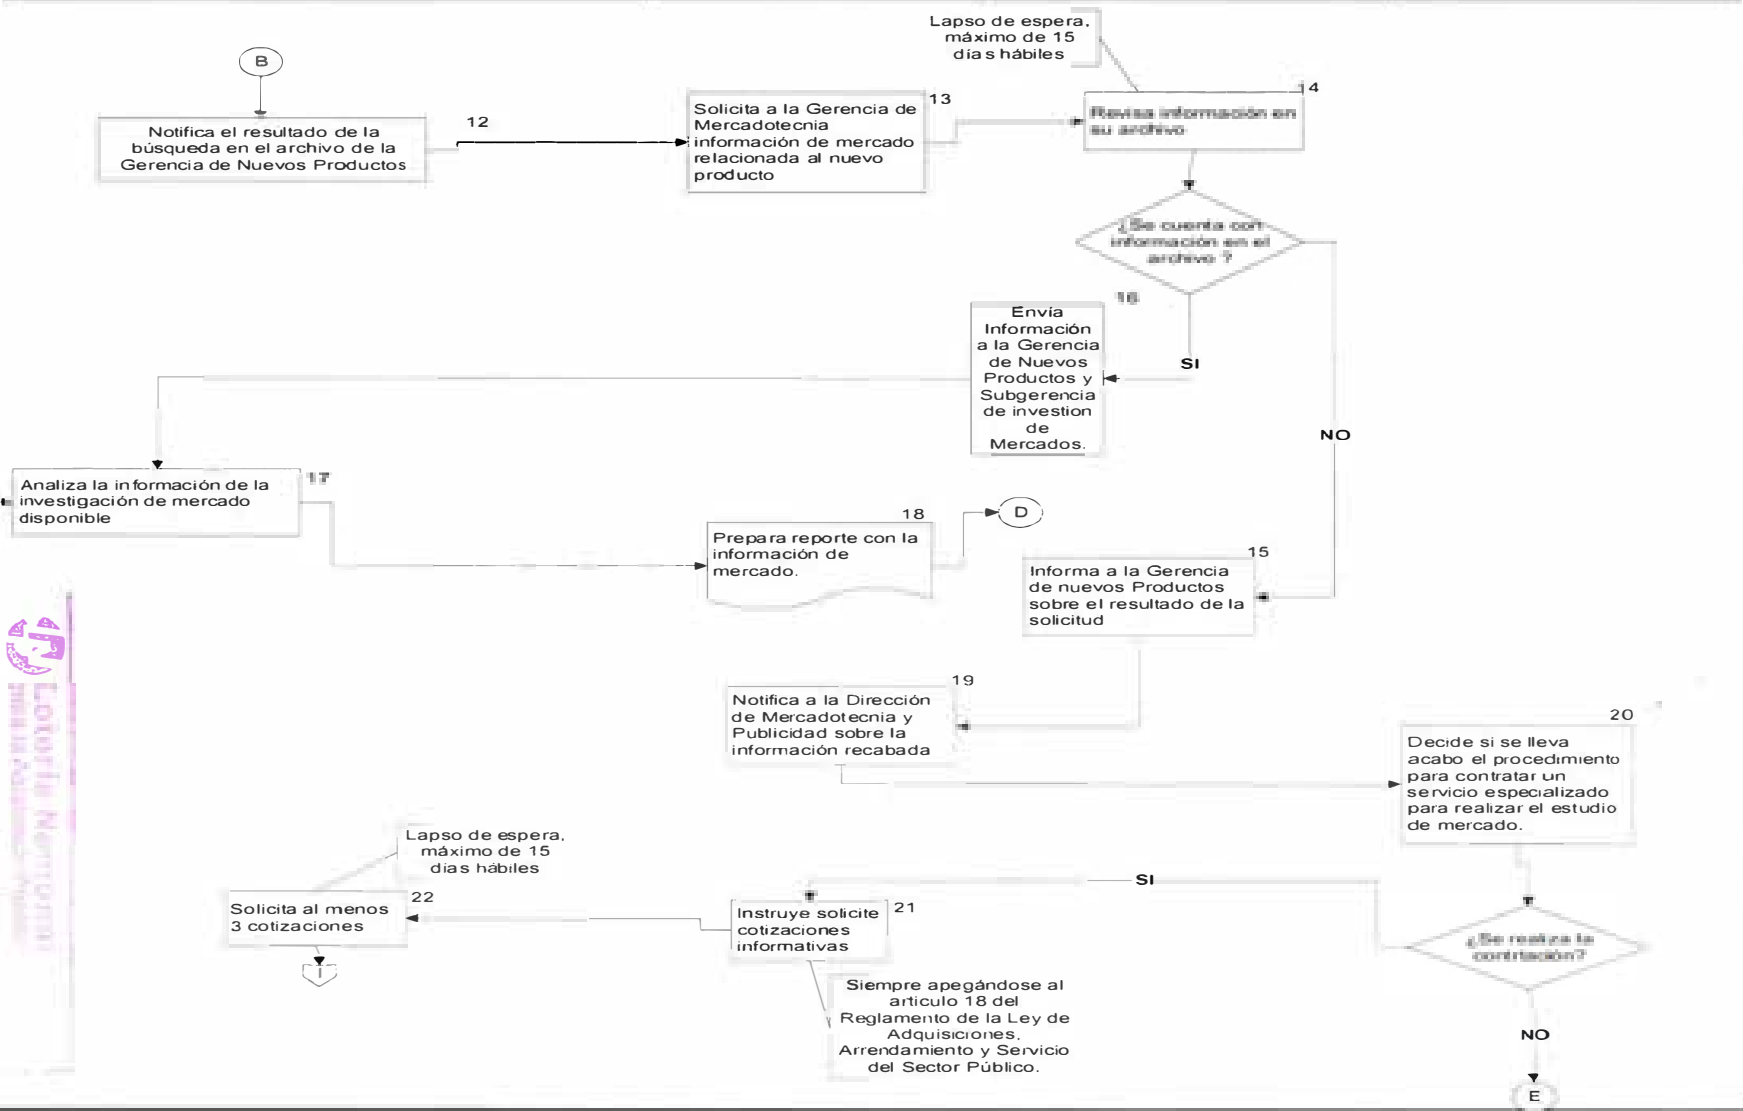 B
Notifica el resultado de la
búsqueda en el archivo de la
Gerencia de Nuevos Productos
12
Solicita a la Gerencia de
Mercadotecnia
información de mercado
relacionada al nuevo
producto
13
Lapso de espera,
máximo de 15
días hábiles
14
Revisa información en
su archivo
¿Se cuenta con
información en el
archivo ?
SI
NO
16
Envía
Información
a la Gerencia
de Nuevos
Productos y
Subgerencia
de investion
de
Mercados.
17
Analiza la información de la
investigación de mercado
disponible
18
Prepara reporte con la
información de
mercado.
D
15
Informa a la Gerencia
de nuevos Productos
sobre el resultado de la
solicitud
19
Notifica a la Dirección
de Mercadotecnia y
Publicidad sobre la
información recabada
20
Decide si se lleva
acabo el procedimiento
para contratar un
servicio especializado
para realizar el estudio
de mercado.
¿Se realiza la
contrtación?
SI
NO
E
21
Instruye solicite
cotizaciones
informativas
Siempre apegándose al
articulo 18 del
Reglamento de la Ley de
Adquisiciones,
Arrendamiento y Servicio
del Sector Público.
Lapso de espera,
máximo de 15
días hábiles
22
Solicita al menos
3 cotizaciones
I
Lotería Nacional